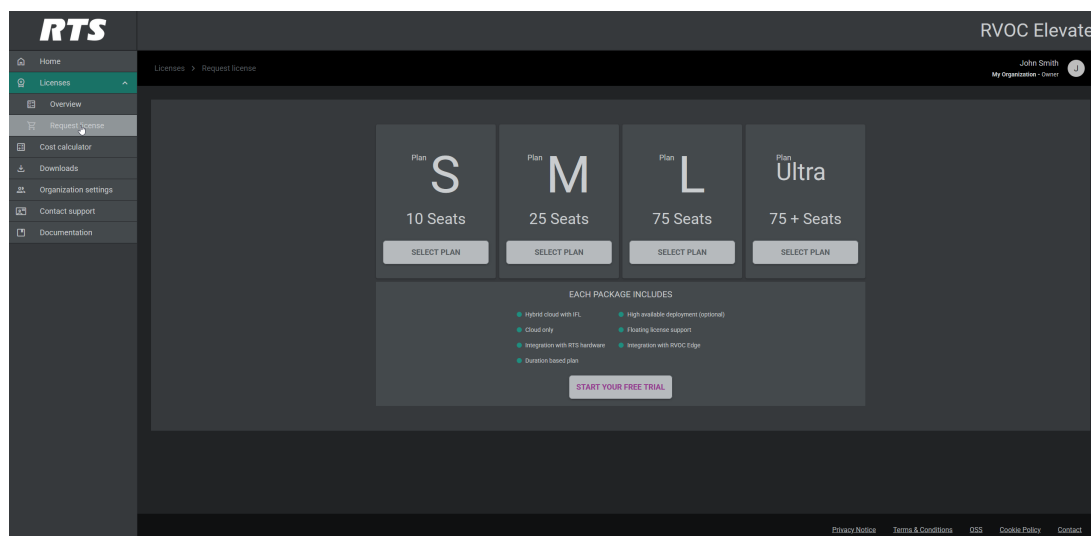 RTS
RVOC Elevate
Home
Licenses
Overview
Request license
Cost calculator
Downloads
Organization settings
Contact support
Documentation
Licenses > Request license
John Smith
My Organization - Owner
J
Plan S
10 Seats
SELECT PLAN
Plan M
25 Seats
SELECT PLAN
Plan L
75 Seats
SELECT PLAN
Plan Ultra
75 + Seats
SELECT PLAN
EACH PACKAGE INCLUDES
Hybrid cloud with IFL
Cloud only
Integration with RTS hardware
Duration based plan
High available deployment (optional)
Floating license support
Integration with RVOC Edge
START YOUR FREE TRIAL
Privacy Notice Terms & Conditions OSS Cookie Policy Contact